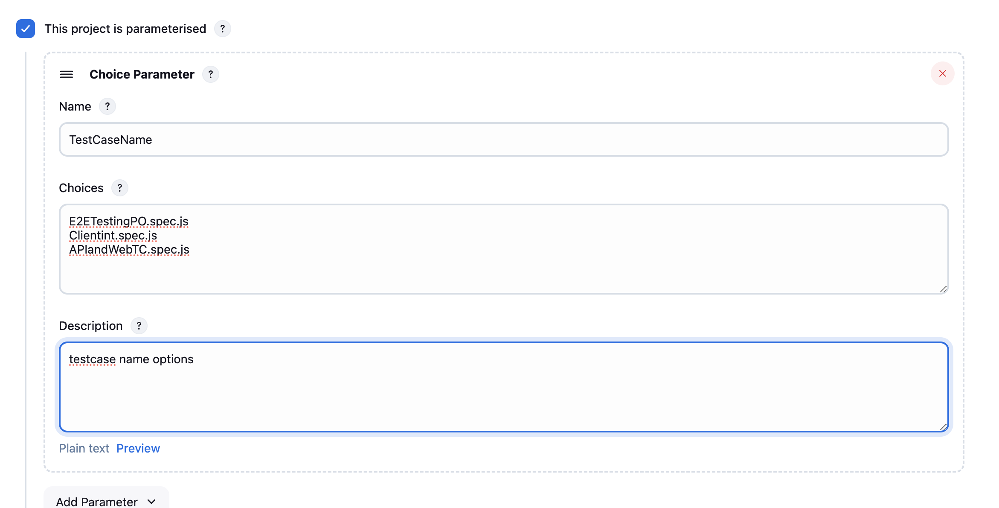 This project is parameterised ?
Choice Parameter ?
Name ?
TestCaseName
Choices ?
E2ETestingPO.spec.js
Clientint.spec.js
APIandWebTC.spec.js
Description ?
testcase name options
Plain text Preview
Add Parameter